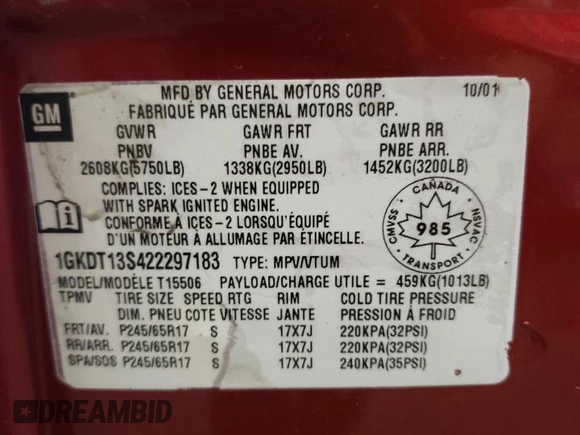 MFD BY GENERAL MOTORS CORP. 10/01
FABRIQUÉ PAR GENERAL MOTORS CORP.
GM
GVWR GAWR FRT GAWR RR
PNBV PNBE AV. PNBE ARR.
2608KG(5750LB) 1338KG(2950LB) 1452KG(3200LB)
COMPLIES: ICES-2 WHEN EQUIPPED
WITH SPARK IGNITED ENGINE.
CONFORME À ICES-2 LORSQU'ÉQUIPÉ
D'UN MOTEUR À ALLUMAGE PAR ÉTINCELLE.
CANADA
CMVSS NSVAC
985
TRANSPORT
1GKDT13S422297183 TYPE: MPV/VTUM
MODEL/MODÈLE T15506 PAYLOAD/CHARGE UTILE = 459KG(1013LB)
TPMV TIRE SIZE SPEED RTG RIM COLD TIRE PRESSURE
DIM. PNEU COTE VITESSE JANTE PRESSION À FROID
FRT/AV. P245/65R17 S 17X7J 220KPA(32PSI)
RR/ARR. P245/65R17 S 17X7J 220KPA(32PSI)
SPA/SOS P245/65R17 S 17X7J 240KPA(35PSI)
DREAMBID